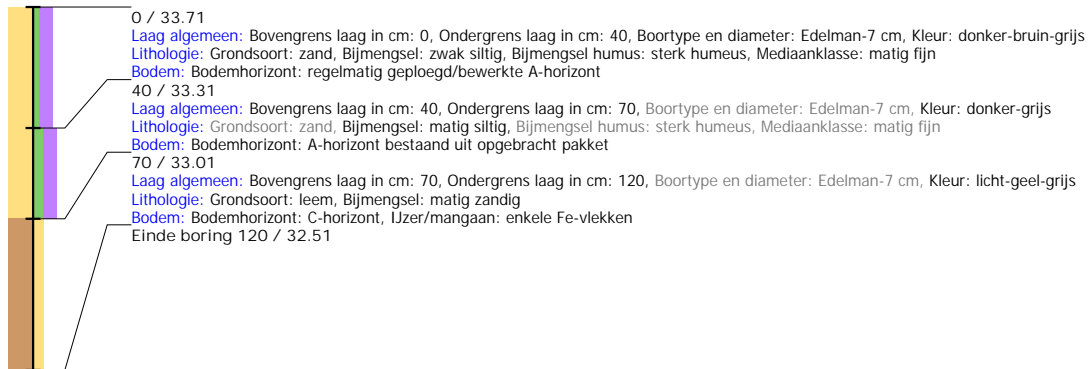 0 / 33.71
Laag algemeen: Bovengrens laag in cm: 0, Ondergrens laag in cm: 40, Boortype en diameter: Edelman-7 cm, Kleur: donker-bruin-grijs
Lithologie: Grondsoort: zand, Bijmengsel: zwak siltig, Bijmengsel humus: sterk humeus, Mediaanklasse: matig fijn
Bodem: Bodemhorizont: regelmatig geploegd/bewerkte A-horizont
40 / 33.31
Laag algemeen: Bovengrens laag in cm: 40, Ondergrens laag in cm: 70, Boortype en diameter: Edelman-7 cm, Kleur: donker-grijs
Lithologie: Grondsoort: zand, Bijmengsel: matig siltig, Bijmengsel humus: sterk humeus, Mediaanklasse: matig fijn
Bodem: Bodemhorizont: A-horizont bestaand uit opgebracht pakket
70 / 33.01
Laag algemeen: Bovengrens laag in cm: 70, Ondergrens laag in cm: 120, Boortype en diameter: Edelman-7 cm, Kleur: licht-geel-grijs
Lithologie: Grondsoort: leem, Bijmengsel: matig zandig
Bodem: Bodemhorizont: C-horizont, IJzer/mangaan: enkele Fe-vlekken
Einde boring 120 / 32.51